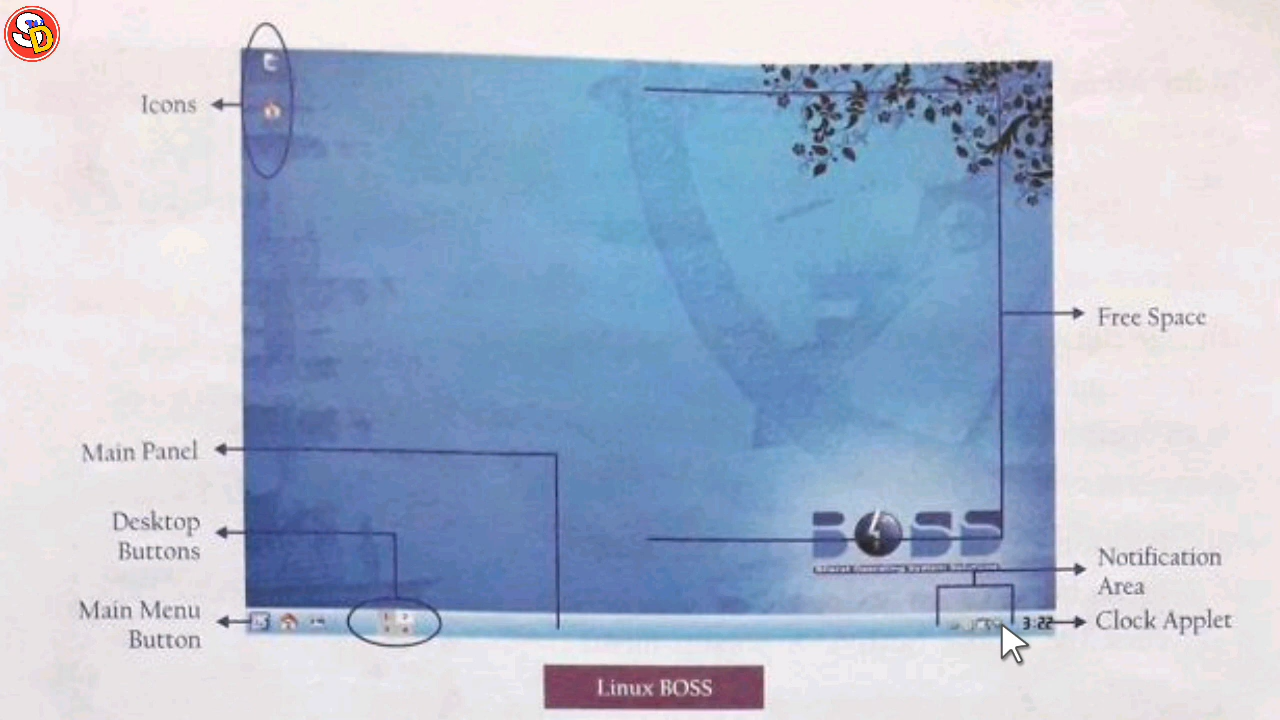 SD
Icons
Free Space
Main Panel
BOSS
Desktop
Buttons
Notification
Area
Main Menu
Button
3:22
Clock Applet
Linux BOSS